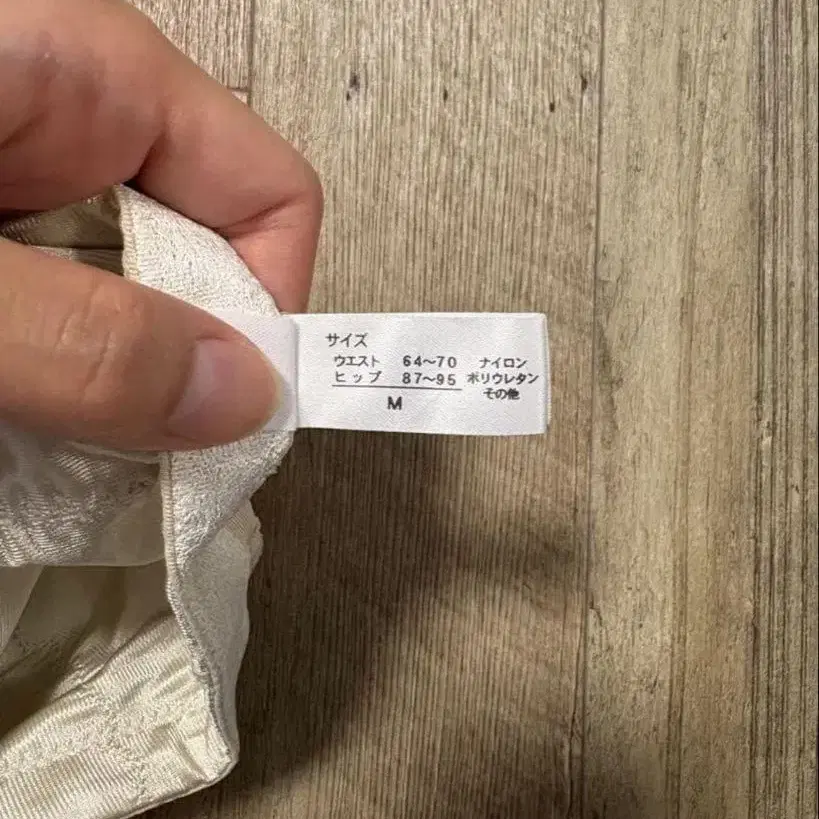 サイズ
ウエスト 64～70
ヒップ 87～95
M
ナイロン
ポリウレタン
その他